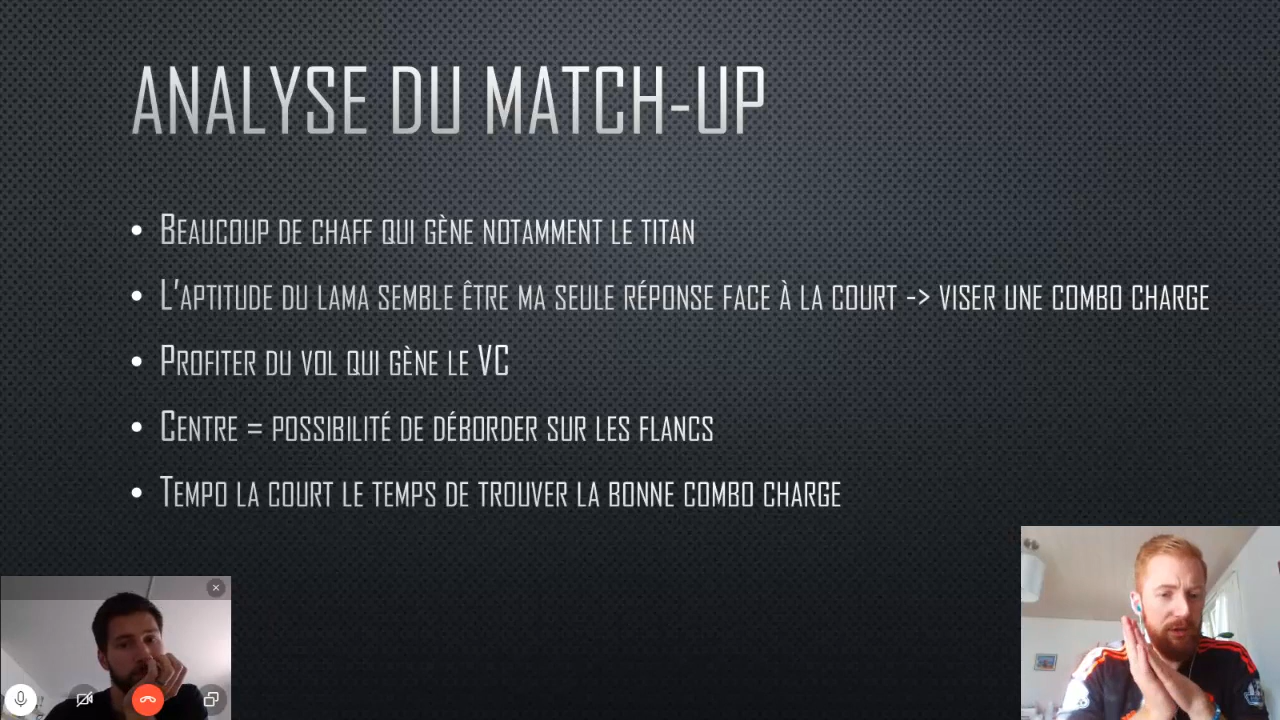 ANALYSE DU MATCH-UP
• BEAUCOUP DE CHAFF QUI GÈNE NOTAMMENT LE TITAN
• L'APTITUDE DU LAMA SEMBLE ÊTRE MA SEULE RÉPONSE FACE À LA COURT -> VISER UNE COMBO CHARGE
• PROFITER DU VOL QUI GÈNE LE VC
• CENTRE = POSSIBILITÉ DE DÉBORDER SUR LES FLANCS
• TEMPO LA COURT LE TEMPS DE TROUVER LA BONNE COMBO CHARGE